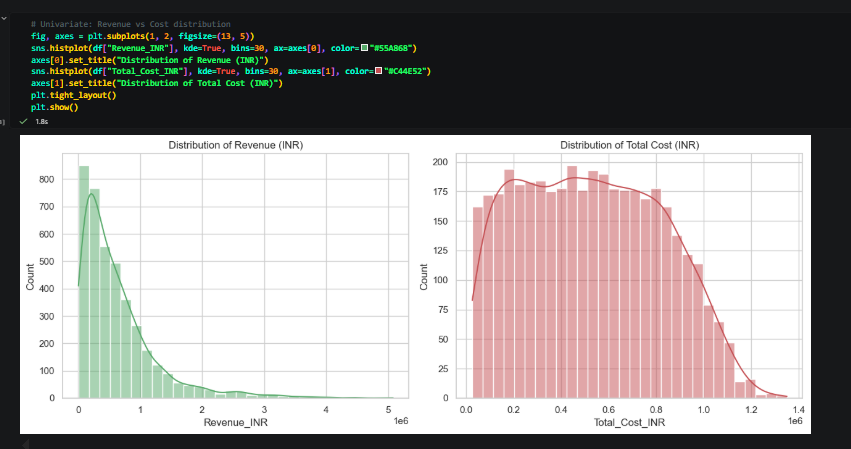 # Univariate: Revenue vs Cost distribution
fig, axes = plt.subplots(1, 2, figsize=(13, 5))
sns.histplot(df["Revenue_INR"], kde=True, bins=30, ax=axes[0], color="#55A868")
axes[0].set_title("Distribution of Revenue (INR)")
sns.histplot(df["Total_Cost_INR"], kde=True, bins=30, ax=axes[1], color="#C44E52")
axes[1].set_title("Distribution of Total Cost (INR)")
plt.tight_layout()
plt.show()
1.8s
Distribution of Revenue (INR)
800
700
600
500
400
300
200
100
0
Count
0 1 2 3 4 5
1e6
Revenue_INR
Distribution of Total Cost (INR)
200
175
150
125
100
75
50
25
0
Count
0.0 0.2 0.4 0.6 0.8 1.0 1.2 1.4
1e6
Total_Cost_INR